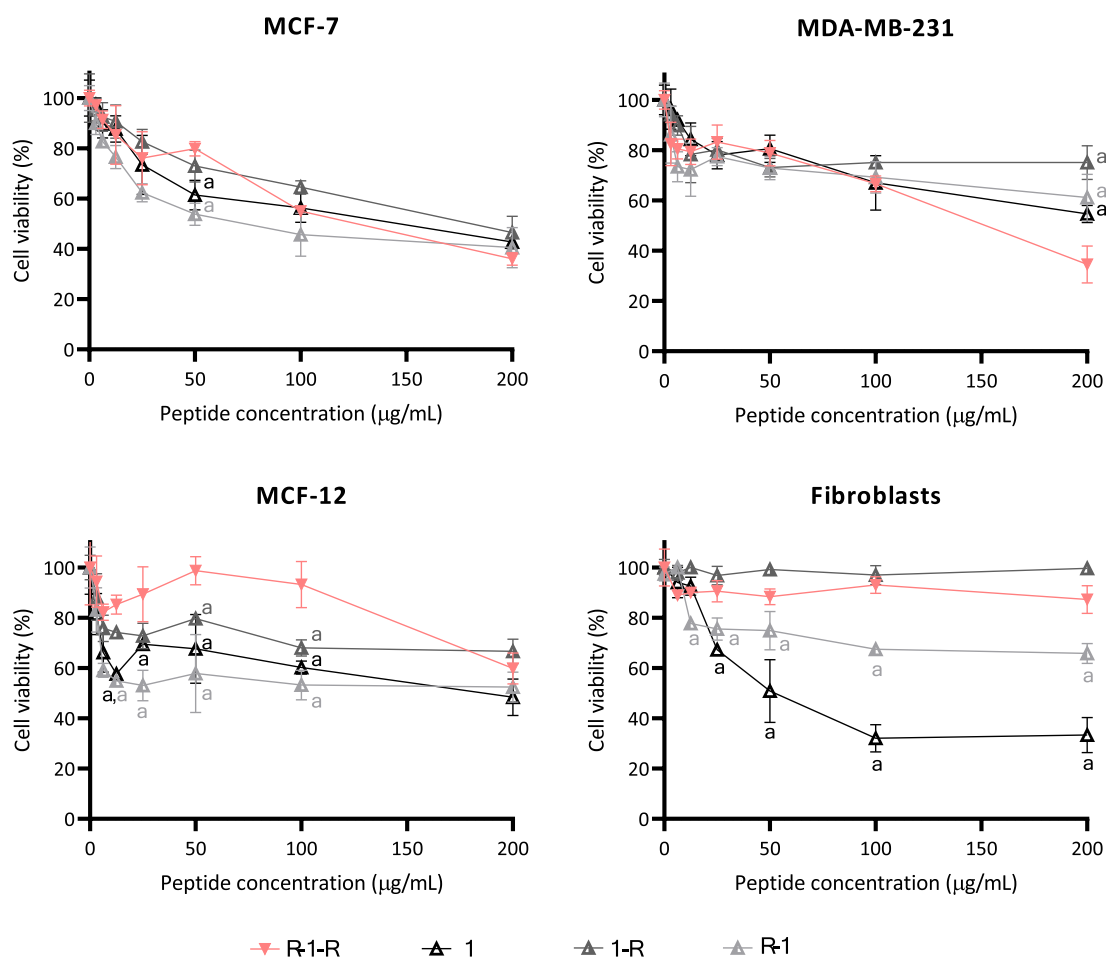 MCF-7
Cell viability (%)
100
80
60
40
20
0
a
a
0
50
100
150
200
Peptide concentration (μg/mL)
MDA-MB-231
Cell viability (%)
100
80
60
40
20
0
a
a
a
0
50
100
150
200
Peptide concentration (μg/mL)
MCF-12
Cell viability (%)
100
80
60
40
20
0
a
a
a
a
a
a, a
a
a
a
0
50
100
150
200
Peptide concentration (μg/mL)
Fibroblasts
Cell viability (%)
100
80
60
40
20
0
a
a
a
a
a
a
a
a
a
0
50
100
150
200
Peptide concentration (μg/mL)
R-1-R
1
1-R
R-1